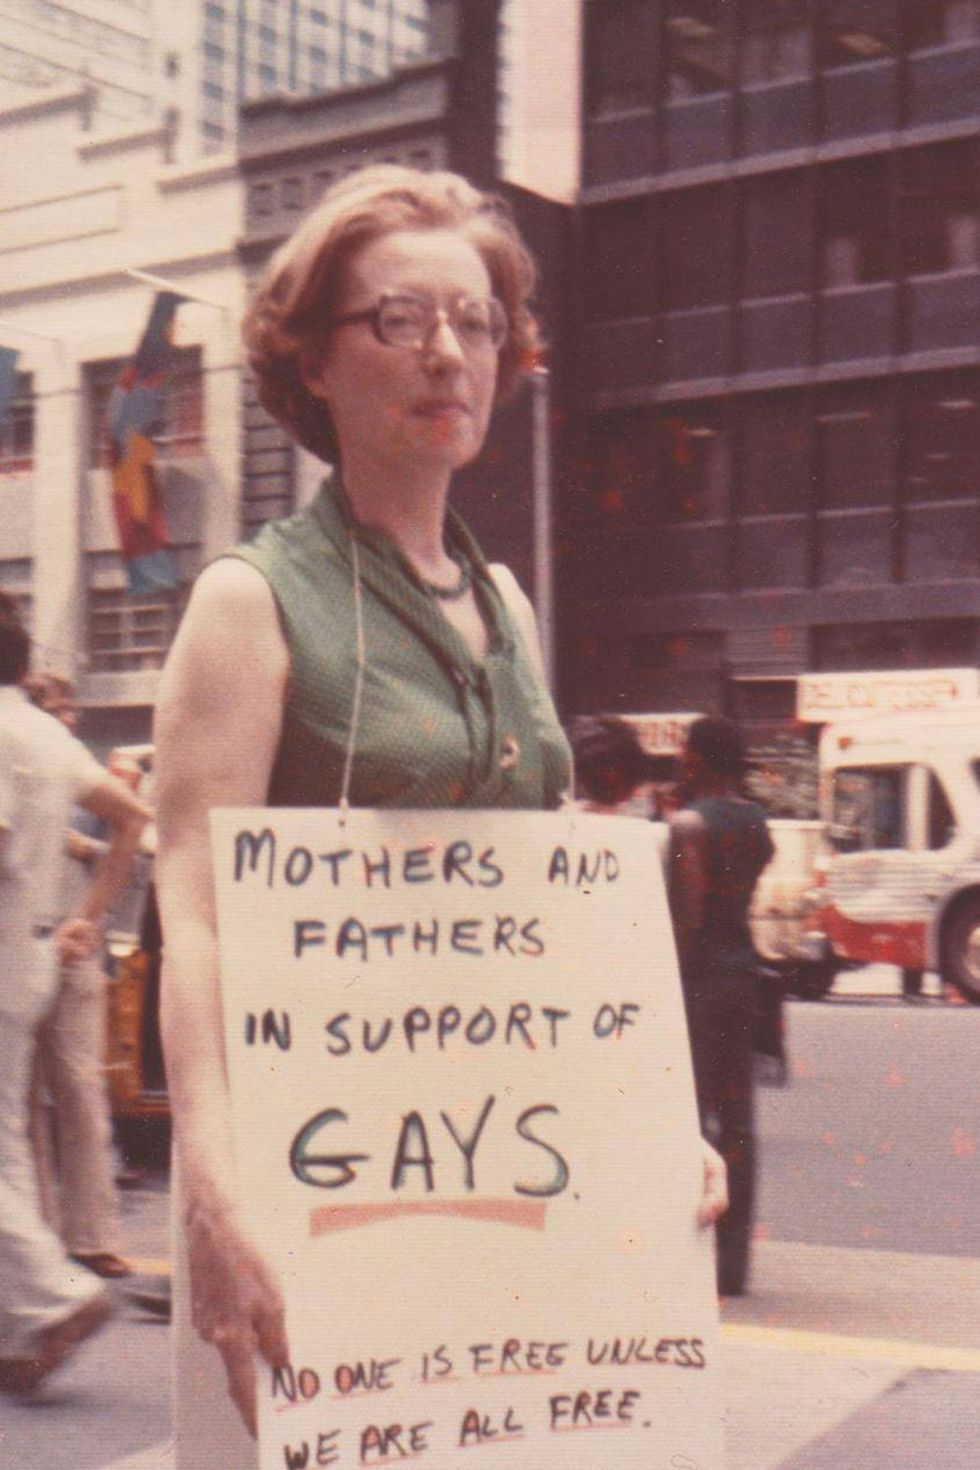 MOTHERS AND
FATHERS
IN SUPPORT OF
GAYS.
NO ONE IS FREE UNLESS
WE ARE ALL FREE.